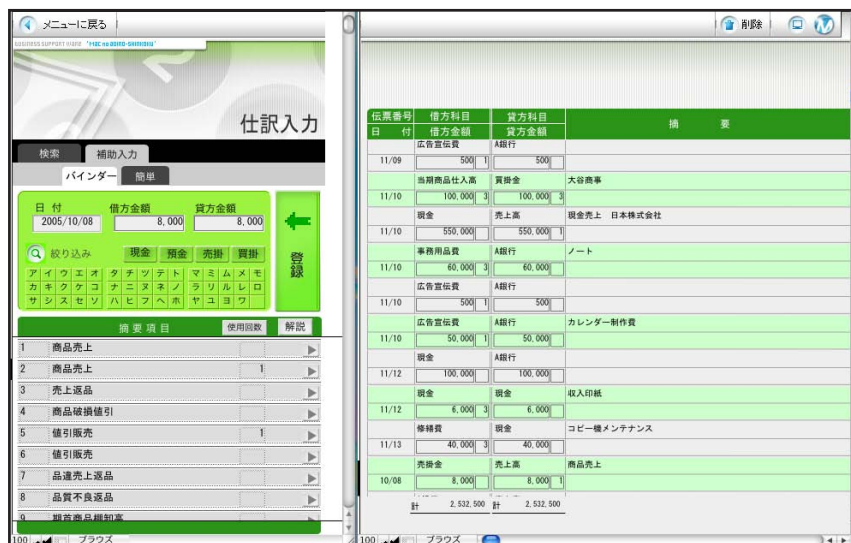 メニューに戻る
削除
BUSINESS SUPPORT WARE
仕訳入力
検索 補助入力
バインダー 簡単
日付 借方金額 貸方金額
2005/10/08 8,000 8,000
絞り込み 現金 預金 売掛 買掛
登録
アイウエオ タチツテト マミムメモ
カキクケコ ナニヌネノ ラリルレロ
サシスセソ ハヒフヘホ ヤユヨワ
摘要項目 使用回数 解説
1 商品売上
2 商品売上 1
3 売上返品
4 商品破損値引
5 値引販売 1
6 値引販売
7 品違売上返品
8 品質不良返品
9 期首商品棚卸高
100 ブラウズ
伝票番号 借方科目 貸方科目 摘要
日付 借方金額 貸方金額
広告宣伝費 A銀行
11/09 500 1 500
当期商品仕入高 買掛金 大谷商事
11/10 100,000 3 100,000 3
現金 売上高 現金売上 日本株式会社
11/10 550,000 550,000 1
事務用品費 A銀行 ノート
11/10 60,000 3 60,000
広告宣伝費 A銀行
11/10 500 1 500
広告宣伝費 A銀行 カレンダー制作費
11/10 50,000 1 50,000
現金 A銀行
11/12 100,000 100,000
現金 現金 収入印紙
11/12 6,000 3 6,000
修繕費 現金 コピー機メンテナンス
11/13 40,000 3 40,000
売掛金 売上高 商品売上
10/08 8,000 8,000 1
計 2,532,500 計 2,532,500
100 ブラウズ